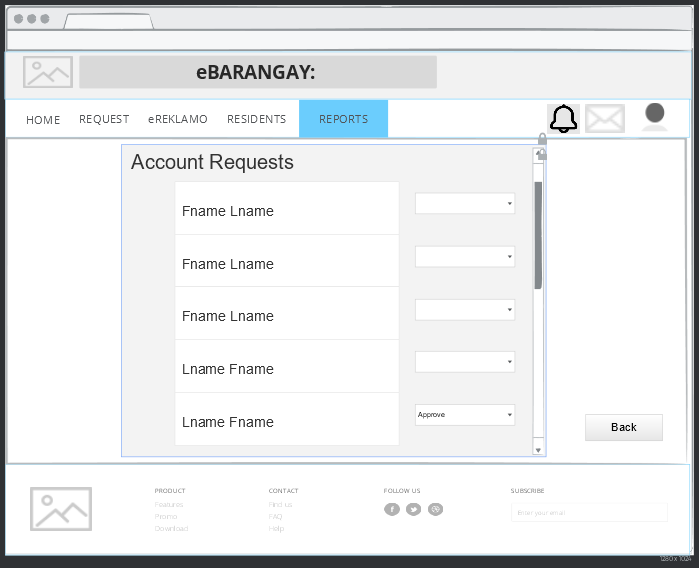 eBARANGAY:
HOME REQUEST eREKLAMO RESIDENTS REPORTS
Account Requests
Fname Lname
Fname Lname
Fname Lname
Lname Fname
Lname Fname Approve
Back
PRODUCT CONTACT FOLLOW US SUBSCRIBE
Features Find us
Promo FAQ Enter your email
Download Help
1280 x 1024